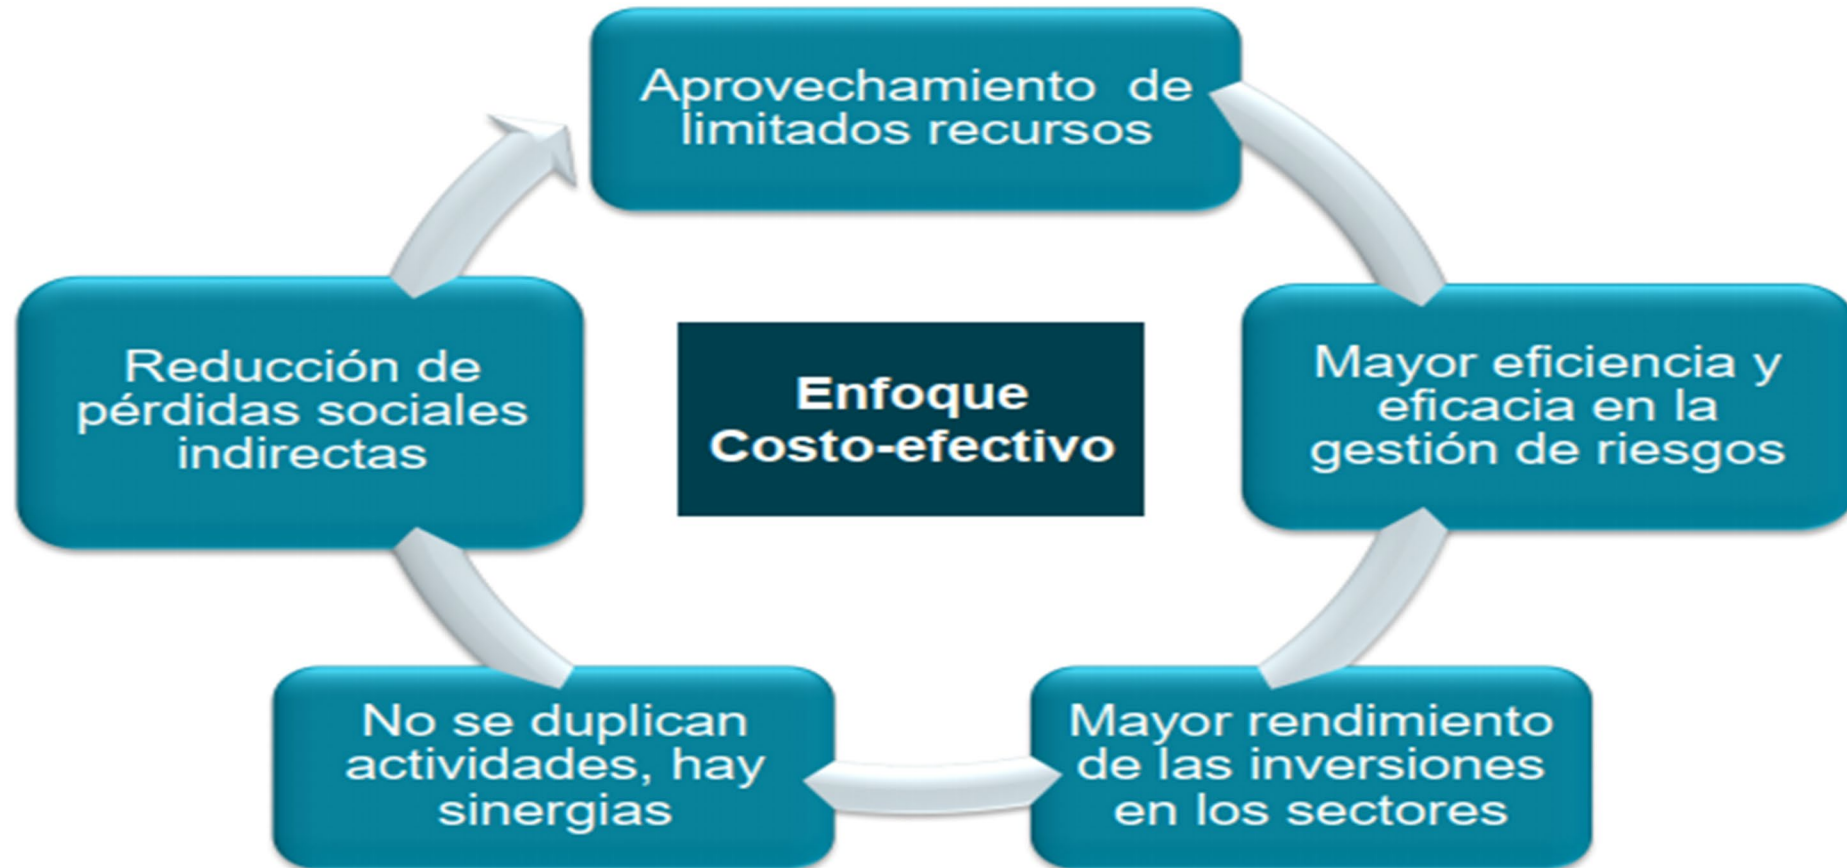 Aprovechamiento de
limitados recursos
Mayor eficiencia y
eficacia en la
gestión de riesgos
Mayor rendimiento
de las inversiones
en los sectores
No se duplican
actividades, hay
sinergias
Reducción de
pérdidas sociales
indirectas
Enfoque
Costo-efectivo